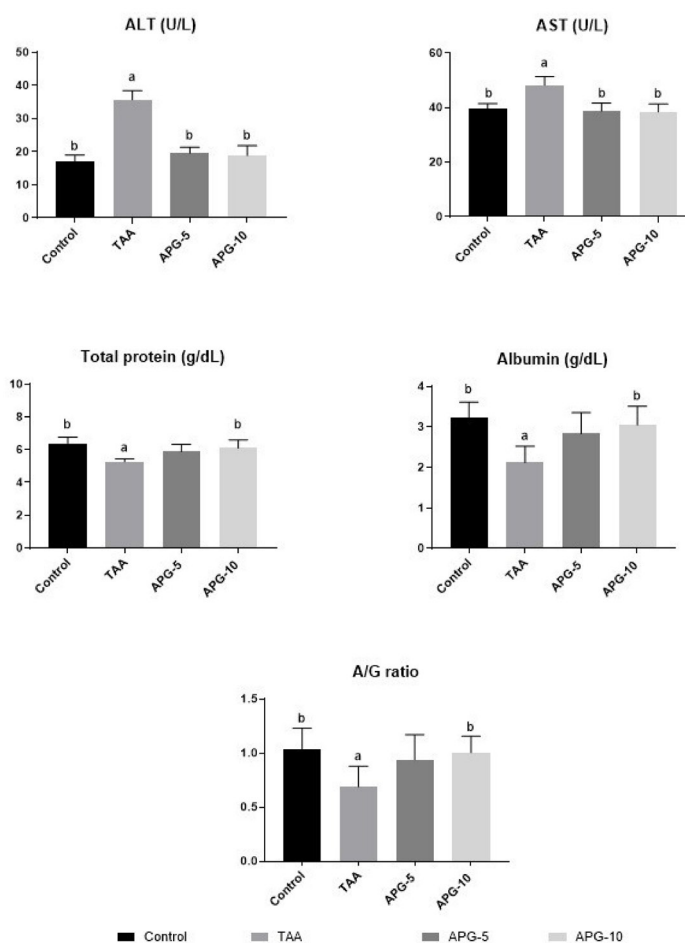 ALT (U/L)
50
40
30
20
10
0
b
a
b
b
Control
TAA
APG-5
APG-10
AST (U/L)
60
40
20
0
b
a
b
b
Control
TAA
APG-5
APG-10
Total protein (g/dL)
10
8
6
4
2
0
b
a
b
Control
TAA
APG-5
APG-10
Albumin (g/dL)
4
3
2
1
0
b
a
b
Control
TAA
APG-5
APG-10
A/G ratio
1.5
1.0
0.5
0.0
b
a
b
Control
TAA
APG-5
APG-10
Control TAA APG-5 APG-10